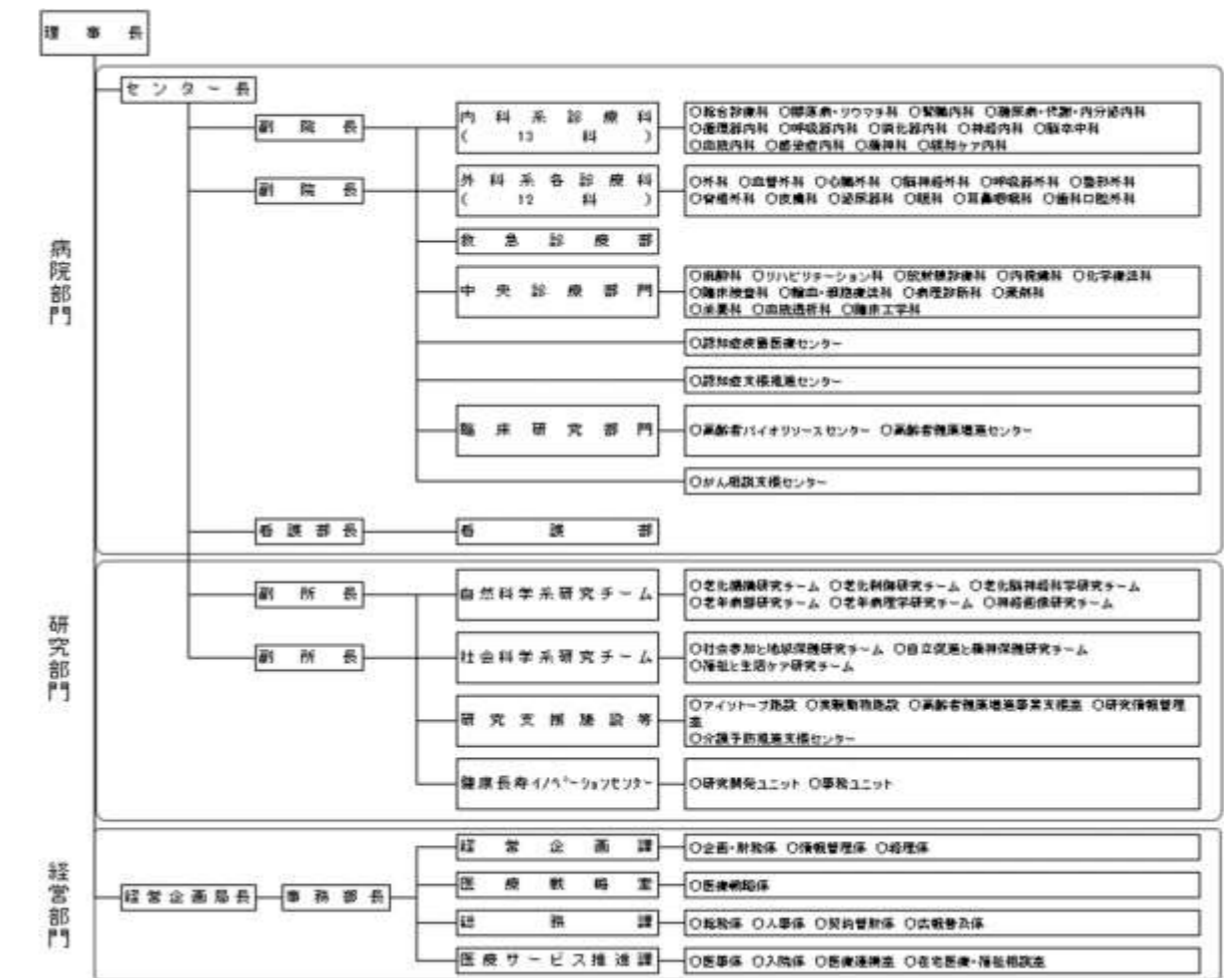 理事長
センター長
副院長
内科系診療科
(13科)
○総合診療科 ○膠原病・リウマチ科 ○腎臓内科 ○糖尿病・代謝・内分泌内科
○循環器内科 ○呼吸器内科 ○消化器内科 ○神経内科 ○脳卒中科
○血液内科 ○感染症内科 ○精神科 ○緩和ケア内科
副院長
外科系各診療科
(12科)
○外科 ○血管外科 ○心臓外科 ○脳神経外科 ○呼吸器外科 ○整形外科
○脊椎外科 ○皮膚科 ○泌尿器科 ○眼科 ○耳鼻咽喉科 ○歯科口腔外科
救急診療部
病院部門
中央診療部門
○麻酔科 ○リハビリテーション科 ○放射線診療科 ○内視鏡科 ○化学療法科
○臨床検査科 ○輸血・細胞療法科 ○病理診断科 ○薬剤科
○栄養科 ○血液透析科 ○臨床工学科
○認知症疾患医療センター
○認知症支援推進センター
臨床研究部門
○高齢者バイオリソースセンター ○高齢者健康増進センター
○がん相談支援センター
看護部長
看護部
副所長
自然科学系研究チーム
○老化機構研究チーム ○老化制御研究チーム ○老化脳神経科学研究チーム
○老年病態研究チーム ○老年病理学研究チーム ○神経画像研究チーム
研究部門
副所長
社会科学系研究チーム
○社会参加と地域保健研究チーム ○自立促進と精神保健研究チーム
○福祉と生活ケア研究チーム
研究支援施設等
○アイソトープ施設 ○実験動物施設 ○高齢者健康増進事業支援室 ○研究情報管理
室
○介護予防推進支援センター
健康長寿イノベーションセンター
○研究開発ユニット ○事務ユニット
経営部門
経営企画局長
事務部長
経営企画課
○企画・財務係 ○情報管理係 ○経理係
医療戦略室
○医療戦略係
総務課
○総務係 ○人事係 ○契約管財係 ○広報普及係
医療サービス推進課
○医事係 ○入院係 ○医療連携室 ○在宅医療・福祉相談室